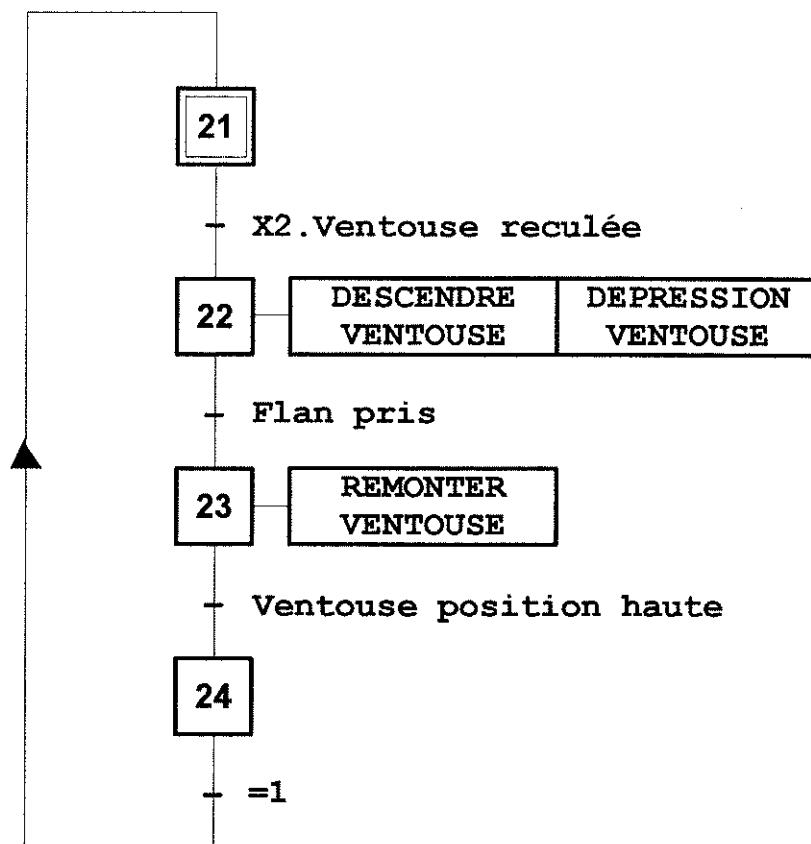 21
X2.Ventouse reculée
22
DESCENDRE
VENTOUSE
DEPRESSION
VENTOUSE
Flan pris
23
REMONTER
VENTOUSE
Ventouse position haute
24
=1